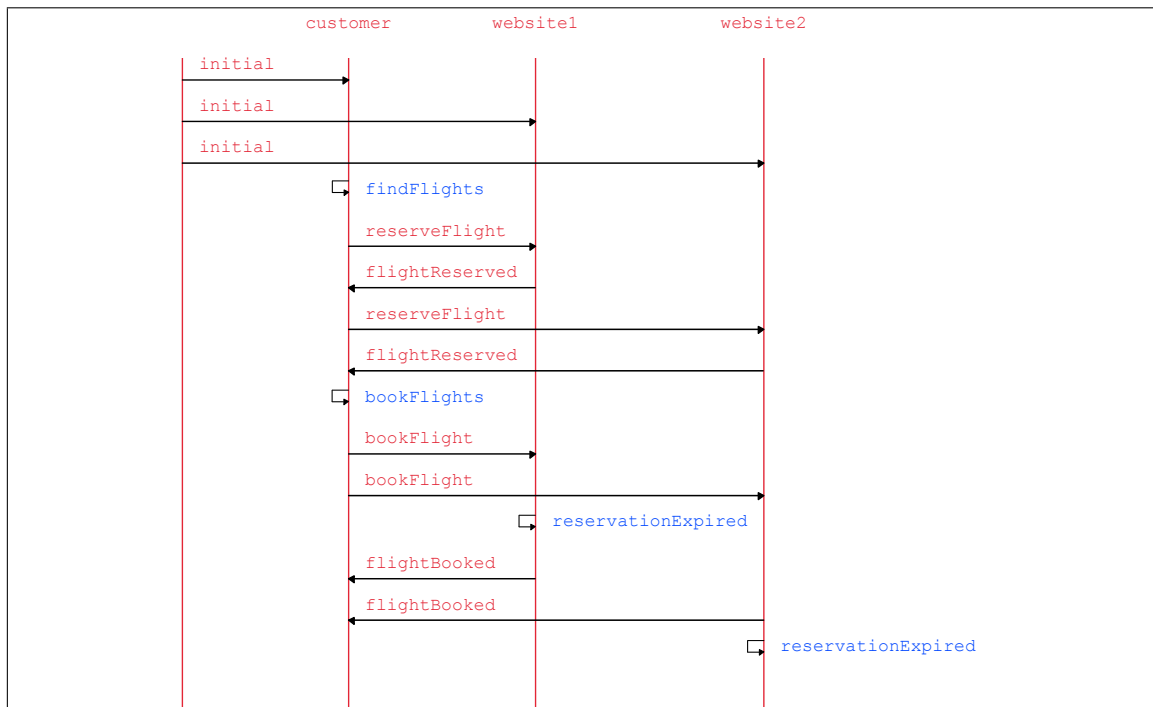 customer website1 website2
initial
initial
initial
findFlights
reserveFlight
flightReserved
reserveFlight
flightReserved
bookFlights
bookFlight
bookFlight
reservationExpired
flightBooked
flightBooked
reservationExpired